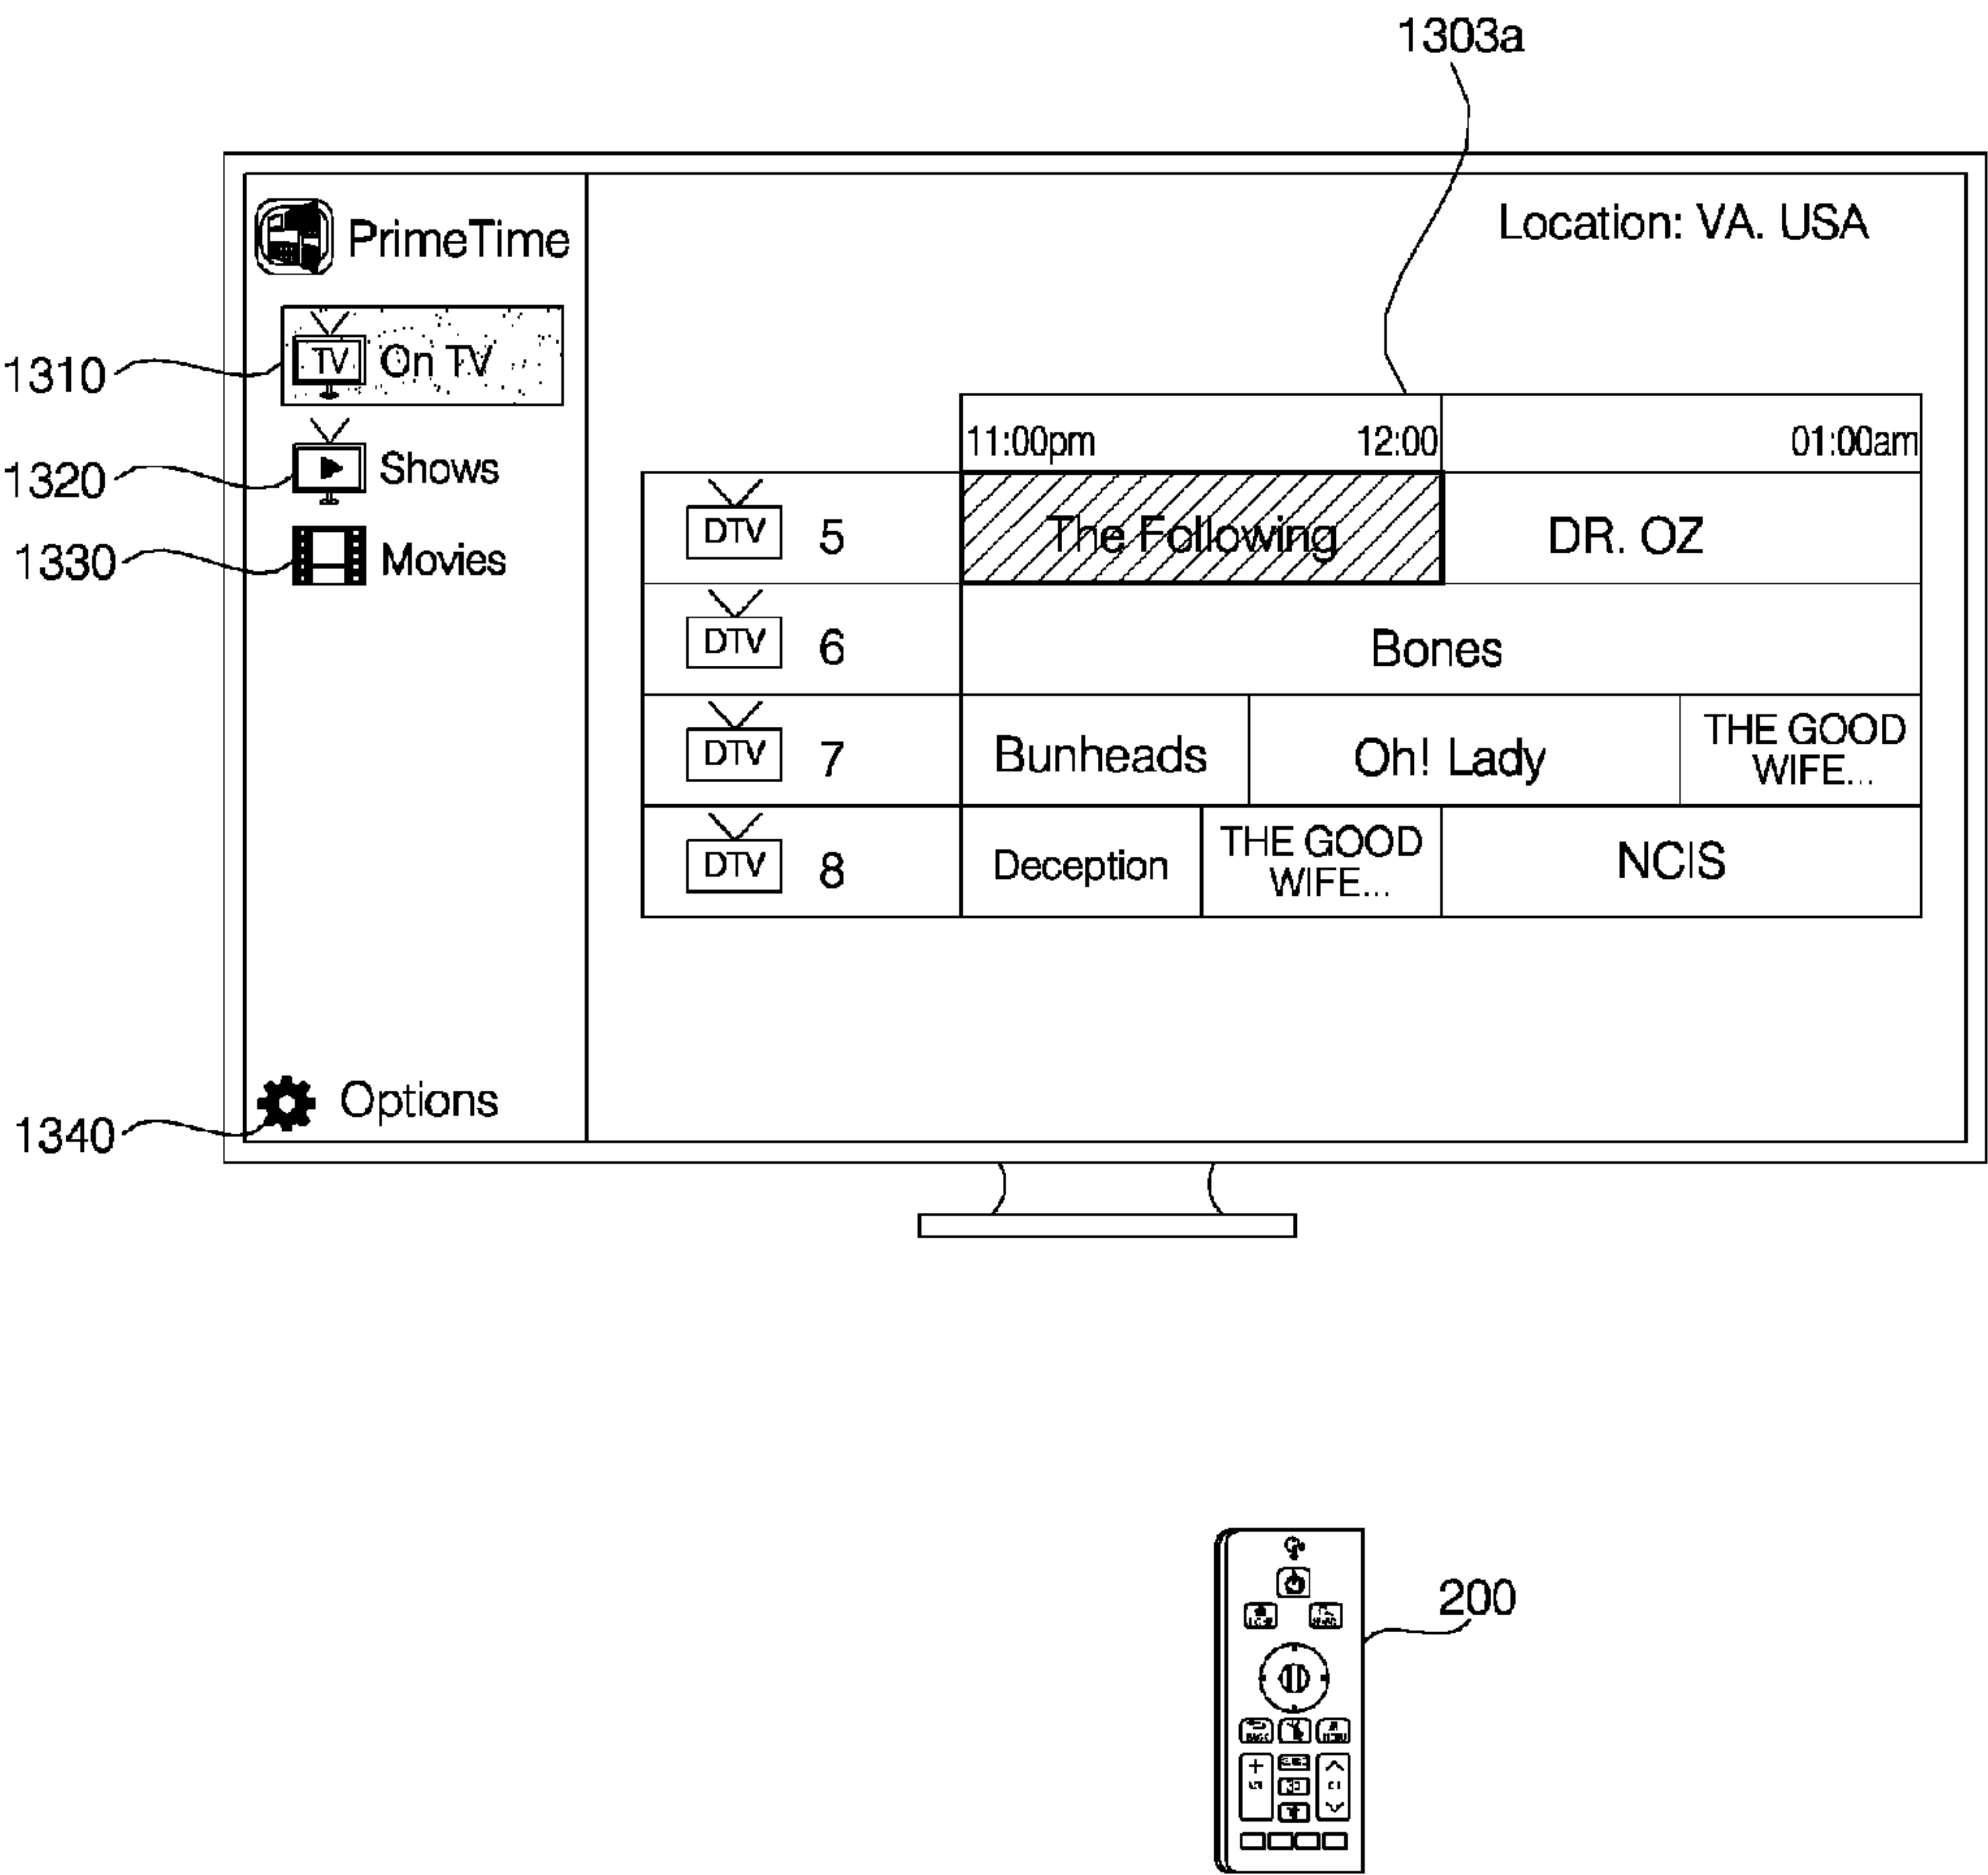 1303a
PrimeTime
Location: VA. USA
1310
TV On TV
1320
Shows
1330
Movies
11:00pm 12:00 01:00am
DTV 5 The Following DR. OZ
DTV 6 Bones
DTV 7 Bunheads Oh! Lady THE GOOD
WIFE...
DTV 8 Deception THE GOOD
WIFE... NCIS
1340
Options
200
BACK
MENU
+